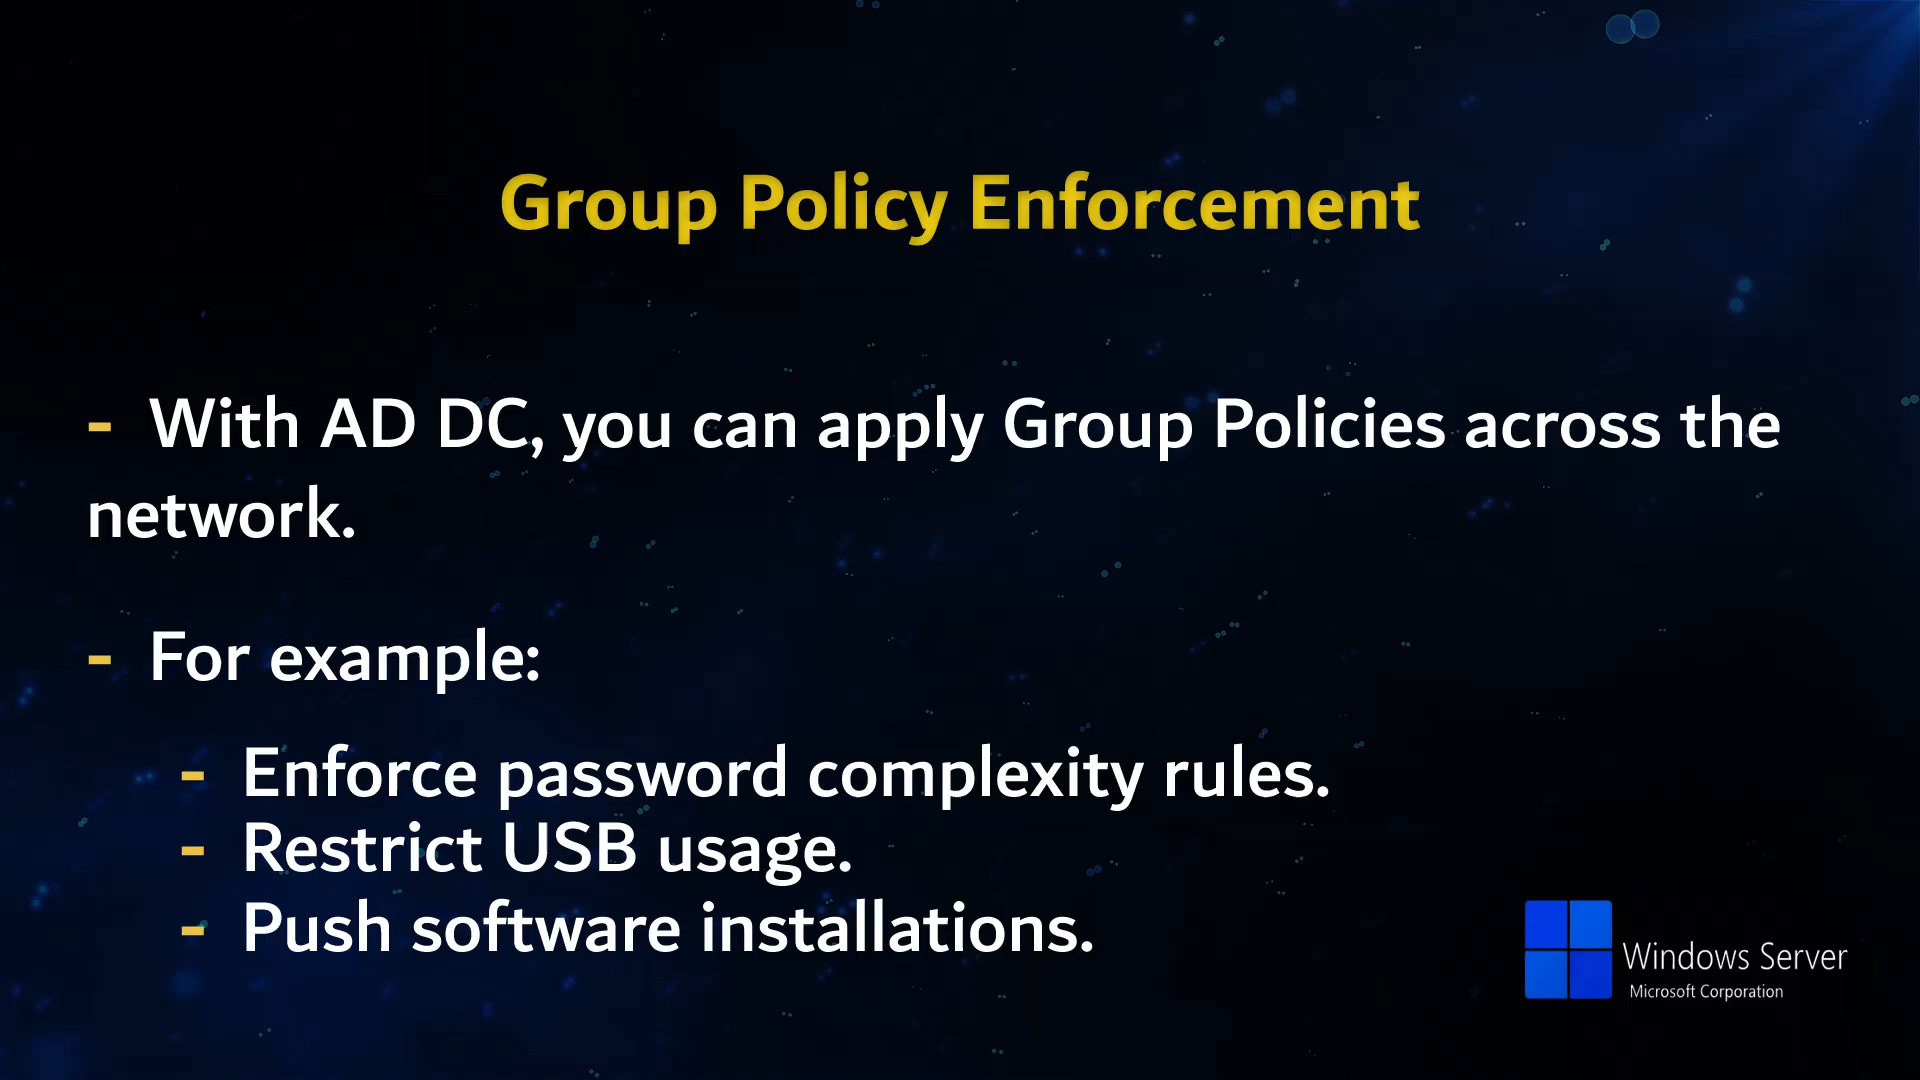 Group Policy Enforcement
- With AD DC, you can apply Group Policies across the
network.
- For example:
- Enforce password complexity rules.
- Restrict USB usage.
- Push software installations.
Windows Server
Microsoft Corporation